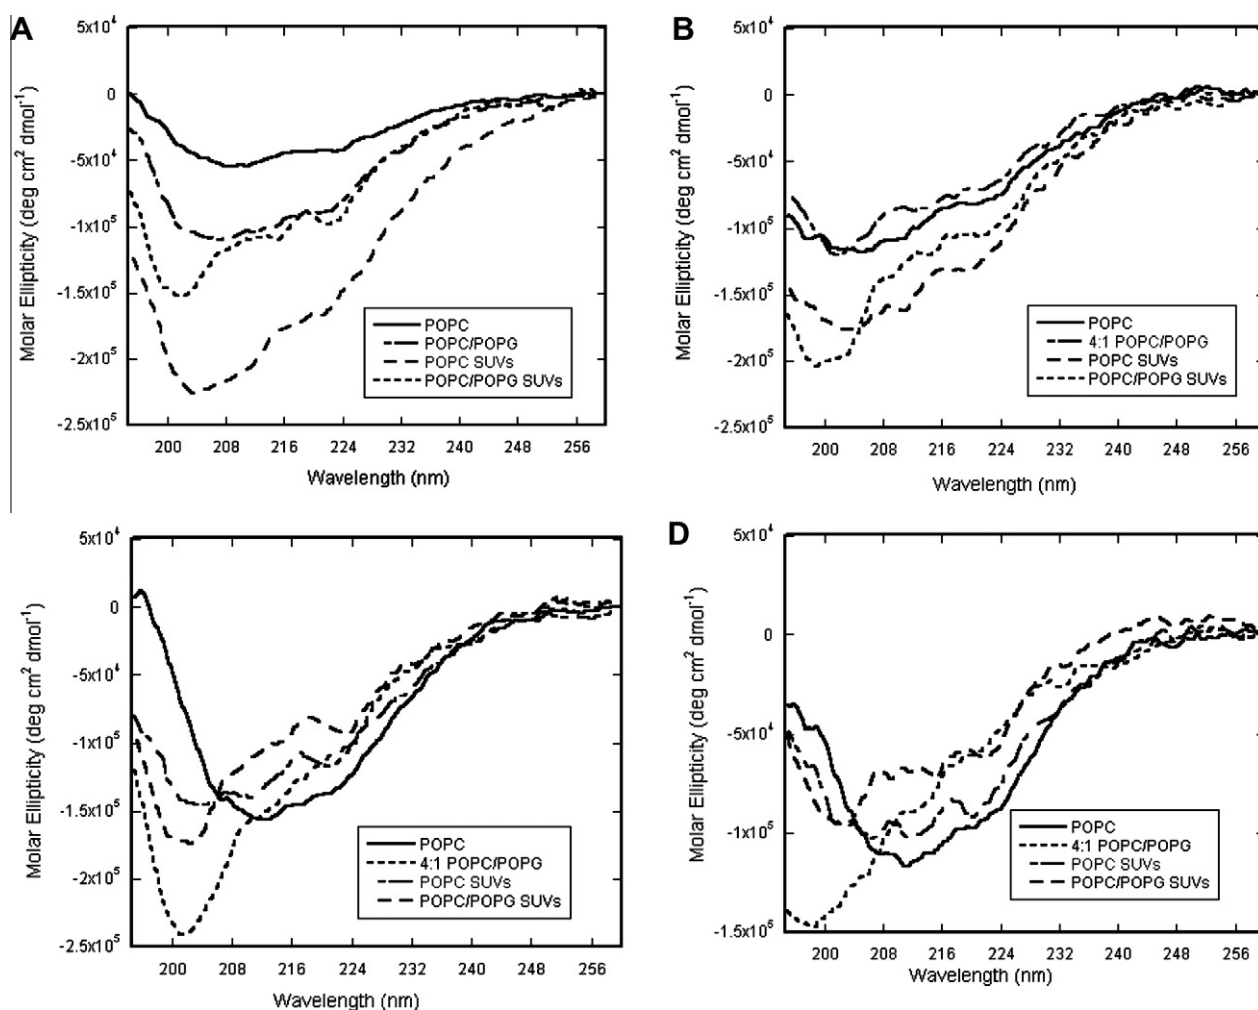 A
5x10⁴
0
-5x10⁴
-1x10⁵
-1.5x10⁵
-2x10⁵
-2.5x10⁵
Molar Ellipticity (deg cm² dmol⁻¹)
POPC
POPC/POPG
POPC SUVs
POPC/POPG SUVs
200 208 216 224 232 240 248 256
Wavelength (nm)
B
5x10⁴
0
-5x10⁴
-1x10⁵
-1.5x10⁵
-2x10⁵
-2.5x10⁵
Molar Ellipticity (deg cm² dmol⁻¹)
POPC
4:1 POPC/POPG
POPC SUVs
POPC/POPG SUVs
200 208 216 224 232 240 248 256
Wavelength (nm)
5x10⁴
0
-5x10⁴
-1x10⁵
-1.5x10⁵
-2x10⁵
-2.5x10⁵
Molar Ellipticity (deg cm² dmol⁻¹)
POPC
4:1 POPC/POPG
POPC SUVs
POPC/POPG SUVs
200 208 216 224 232 240 248 256
Wavelength (nm)
D
5x10⁴
0
-5x10⁴
-1x10⁵
-1.5x10⁵
Molar Ellipticity (deg cm² dmol⁻¹)
POPC
4:1 POPC/POPG
POPC SUVs
POPC/POPG SUVs
200 208 216 224 232 240 248 256
Wavelength (nm)